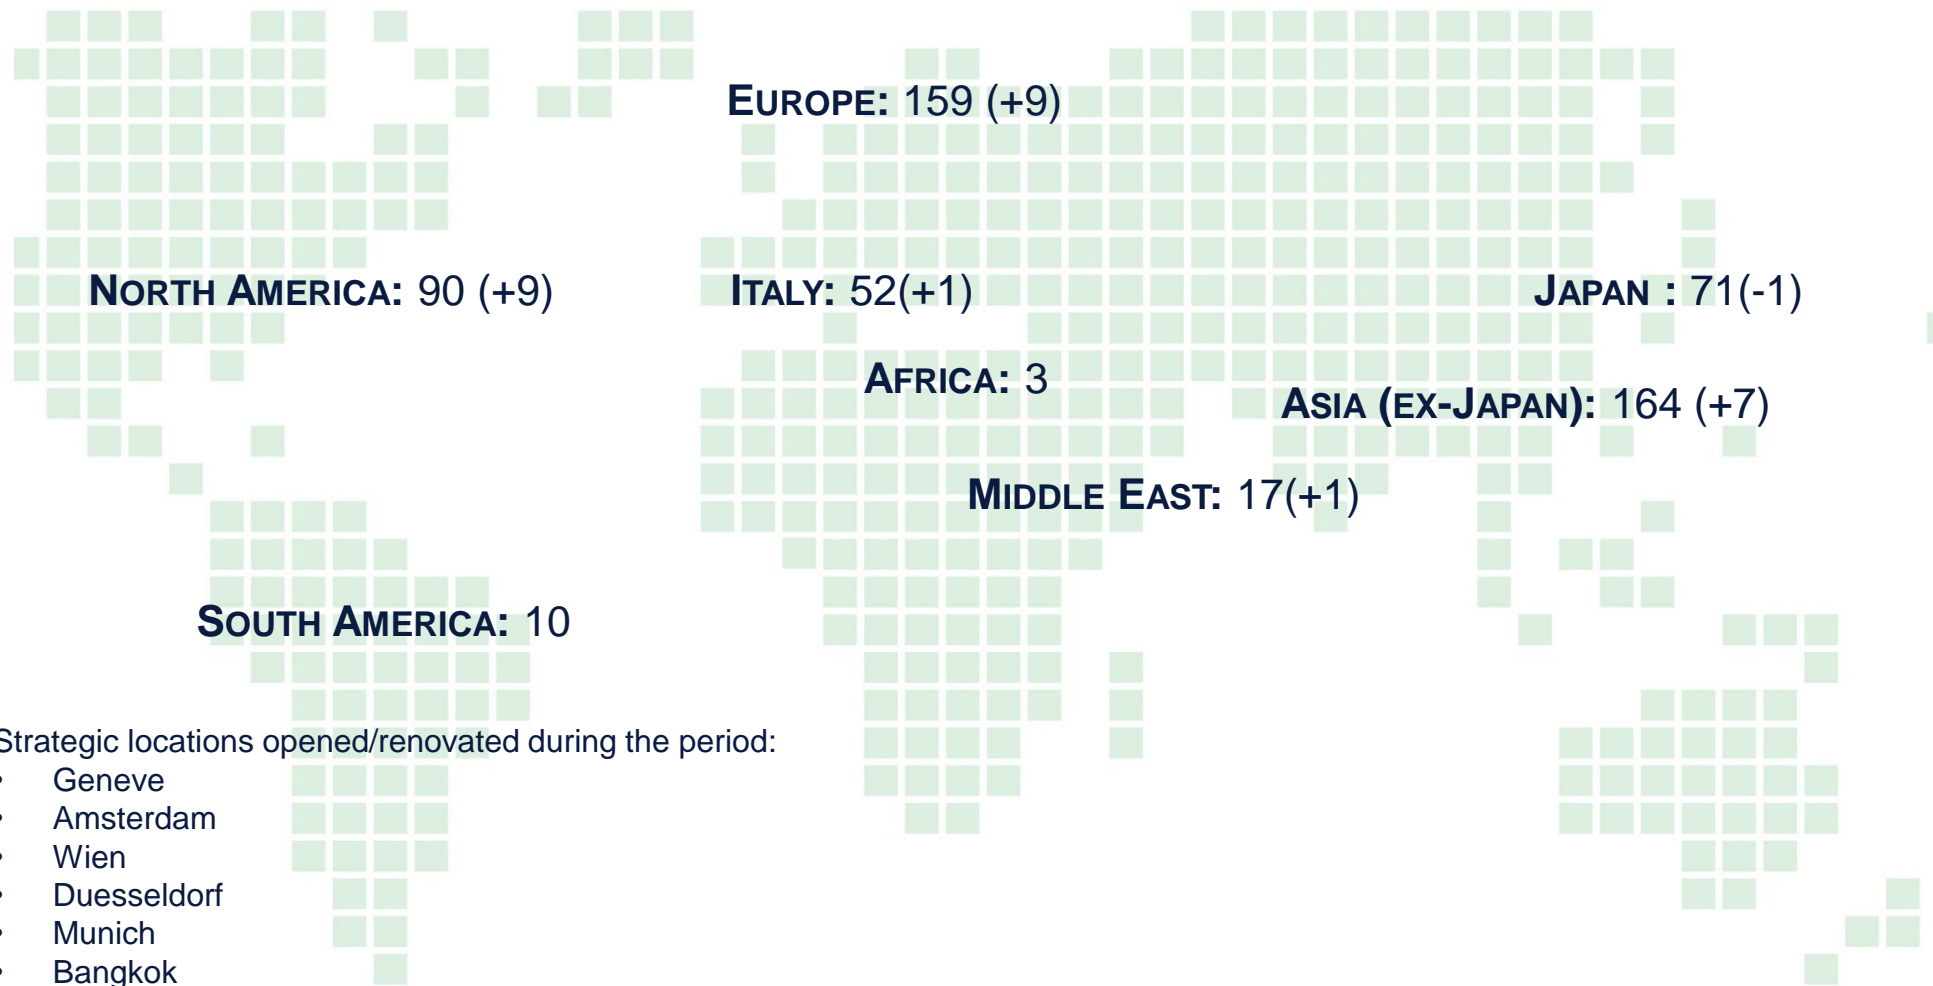 EUROPE: 159 (+9)
NORTH AMERICA: 90 (+9)
ITALY: 52(+1)
JAPAN : 71(-1)
AFRICA: 3
ASIA (EX-JAPAN): 164 (+7)
MIDDLE EAST: 17(+1)
SOUTH AMERICA: 10
Strategic locations opened/renovated during the period:
• Geneve
• Amsterdam
• Wien
• Duesseldorf
• Munich
• Bangkok